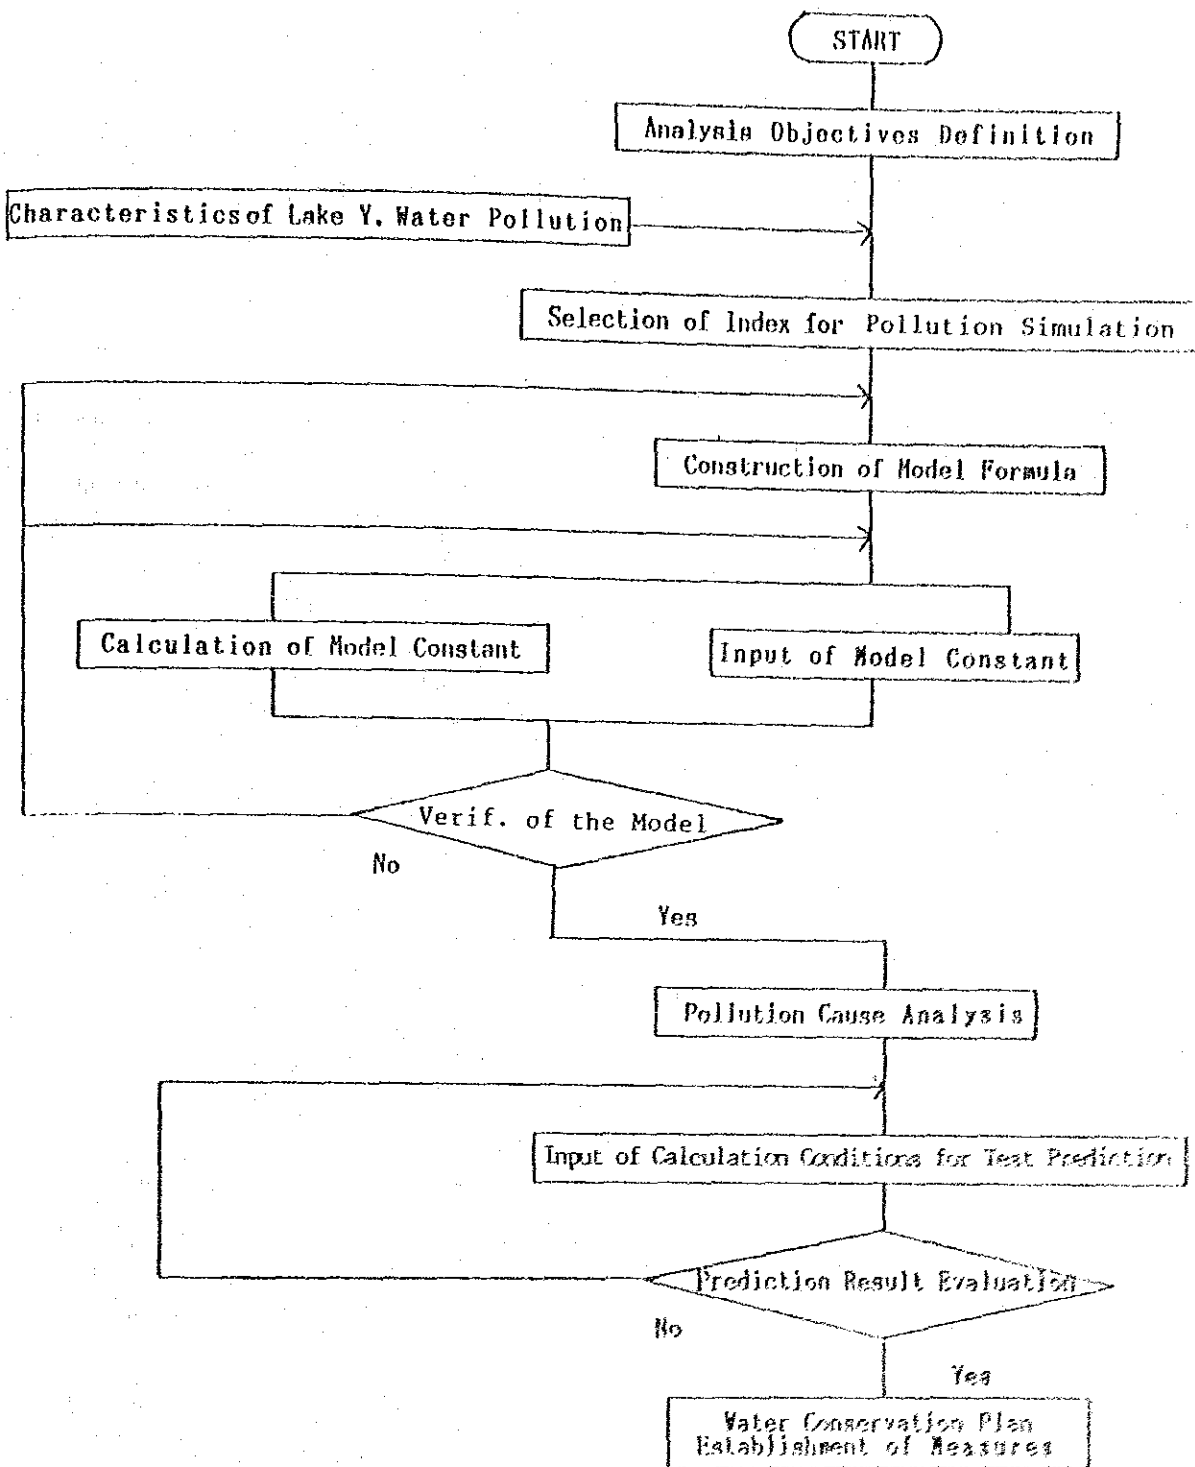 START
Analysis Objectives Definition
Characteristics of Lake Y. Water Pollution
Selection of Index for Pollution Simulation
Construction of Model Formula
Calculation of Model Constant
Input of Model Constant
Verif. of the Model
No
Yes
Pollution Cause Analysis
Input of Calculation Conditions for Test Prediction
Prediction Result Evaluation
No
Yes
Water Conservation Plan
Establishment of Measures